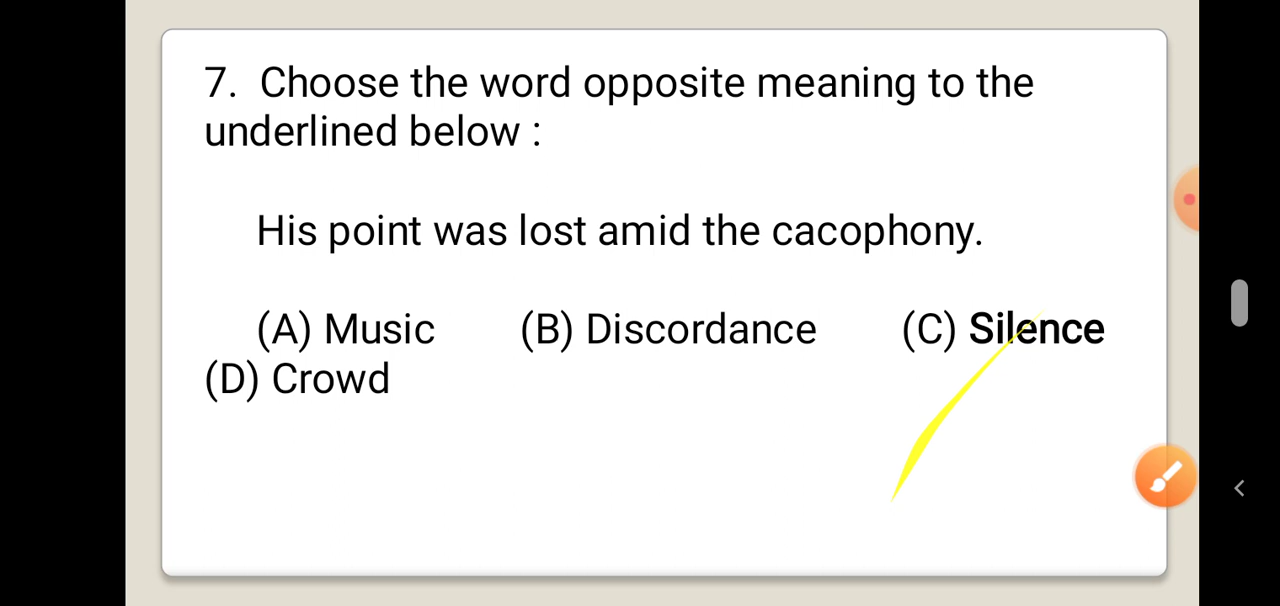 7. Choose the word opposite meaning to the
underlined below :
His point was lost amid the cacophony.
(A) Music (B) Discordance (C) Silence
(D) Crowd